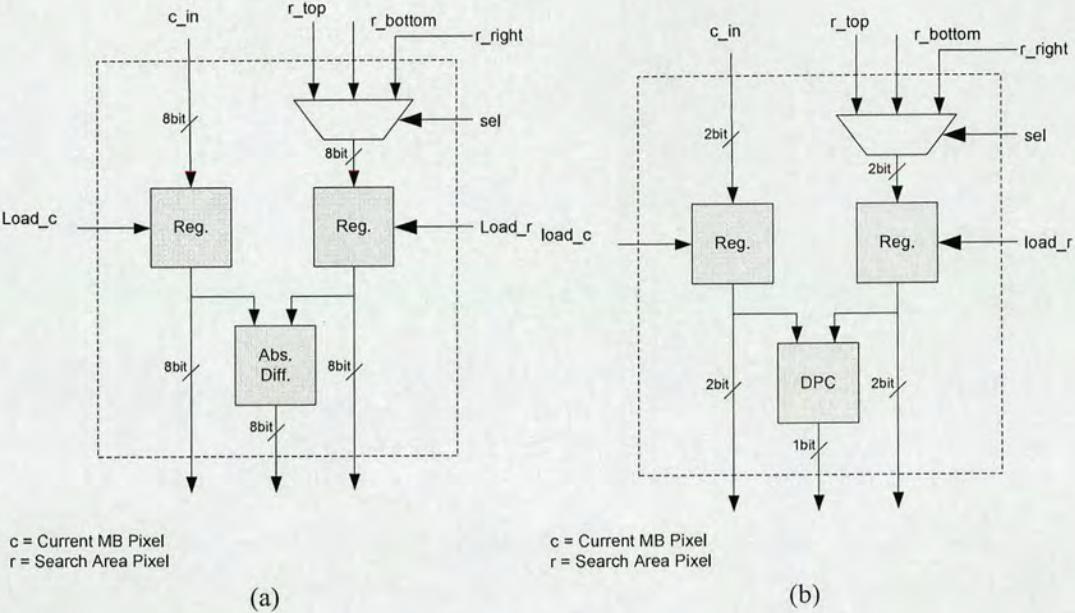 c_in
r_top
r_bottom
r_right
8bit
sel
8bit
Load_c
Reg.
Reg.
Load_r
8bit
Abs.
Diff.
8bit
8bit
c = Current MB Pixel
r = Search Area Pixel
(a)
c_in
r_top
r_bottom
r_right
2bit
sel
2bit
load_c
Reg.
Reg.
load_r
2bit
DPC
2bit
1bit
c = Current MB Pixel
r = Search Area Pixel
(b)